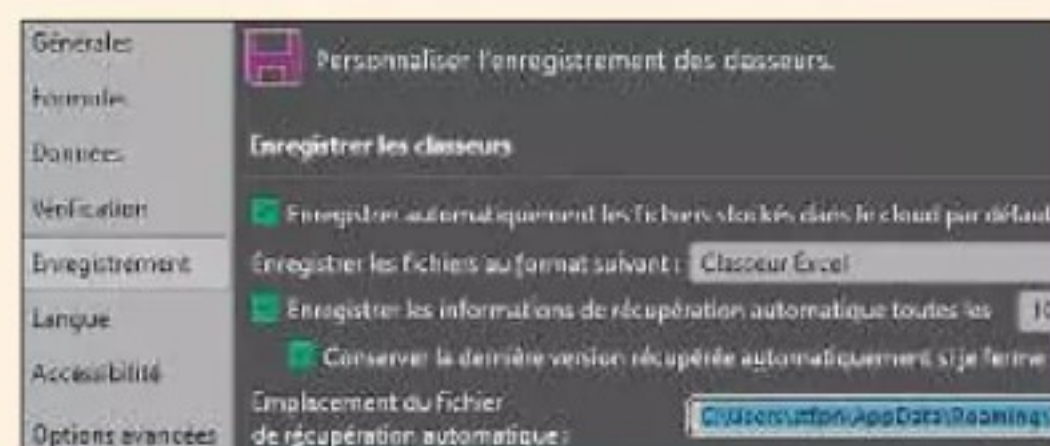 Générales
Formules
Données
Vérification
Enregistrement
Langue
Accessibilité
Options avancées
Personnaliser l'enregistrement des classeurs.
Enregistrer les classeurs
Enregistrer automatiquement les fichiers stockés dans le cloud par défaut
Enregistrer les fichiers au format suivant : Classeur Excel
Enregistrer les informations de récupération automatique toutes les 10
Conserver la dernière version récupérée automatiquement si je ferme
Emplacement du fichier
de récupération automatique :
AppData\Roaming\